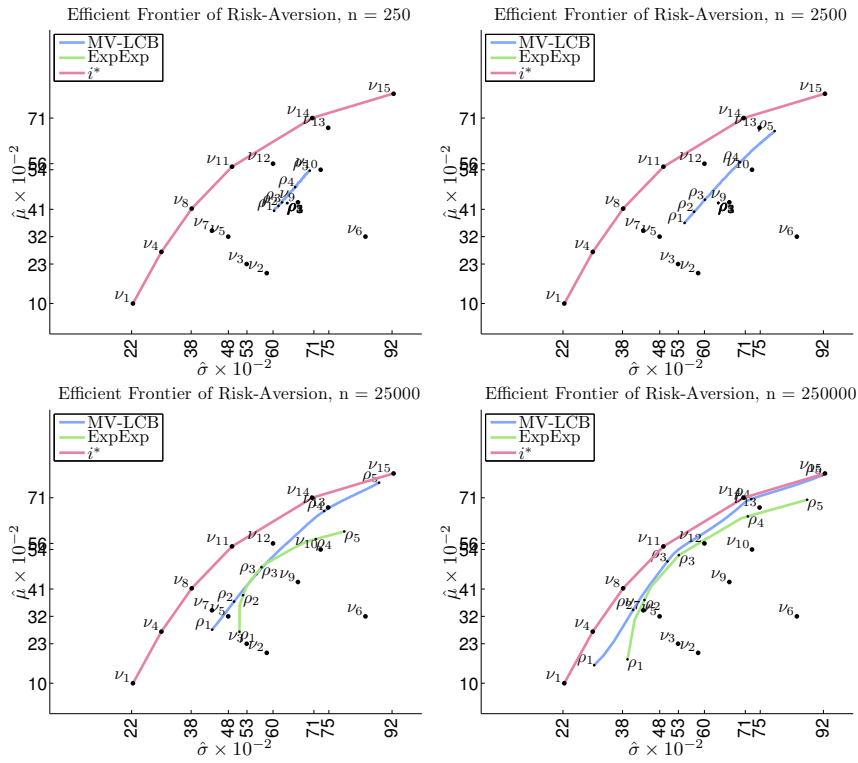 Efficient Frontier of Risk-Aversion, n = 250
MV-LCB
ExpExp
i*
μ̂ × 10⁻²
71
56
54
41
32
23
10
ν₁₅
ν₁₄
ν₁₃
ν₁₁
ν₁₂
ν₁₀
ρ₅
ρ₄
ν₉
ν₈
ρ₁
ν₇
ν₅
ν₆
ν₄
ν₃
ν₂
ν₁
22 38 48 53 60 71 75 92
σ̂ × 10⁻²
Efficient Frontier of Risk-Aversion, n = 2500
MV-LCB
ExpExp
i*
μ̂ × 10⁻²
71
56
54
41
32
23
10
ν₁₅
ν₁₄
ν₁₃
ρ₅
ν₁₁
ν₁₂
ρ₄
ν₁₀
ρ₃
ν₉
ν₈
ρ₂
ρ₁
ν₇
ν₅
ν₆
ν₄
ν₃
ν₂
ν₁
22 38 48 53 60 71 75 92
σ̂ × 10⁻²
Efficient Frontier of Risk-Aversion, n = 25000
MV-LCB
ExpExp
i*
μ̂ × 10⁻²
71
56
54
41
32
23
10
ν₁₅
ρ₅
ν₁₄
ν₁₃
ρ₄
ρ₅
ν₁₁
ν₁₂
ν₁₀
ρ₄
ρ₃
ρ₃
ν₉
ν₈
ρ₂
ρ₂
ν₇
ν₅
ν₆
ρ₁
ν₄
ν₃
ρ₁
ν₂
ν₁
22 38 48 53 60 71 75 92
σ̂ × 10⁻²
Efficient Frontier of Risk-Aversion, n = 250000
MV-LCB
ExpExp
i*
μ̂ × 10⁻²
71
56
54
41
32
23
10
ν₁₅
ρ₅
ν₁₄
ρ₄
ν₁₃
ρ₅
ρ₄
ν₁₁
ν₁₂
ν₁₀
ρ₃
ρ₃
ν₉
ν₈
ρ₂
ν₇
ρ₂
ν₅
ν₆
ν₄
ν₃
ν₂
ρ₁
ρ₁
ν₁
22 38 48 53 60 71 75 92
σ̂ × 10⁻²